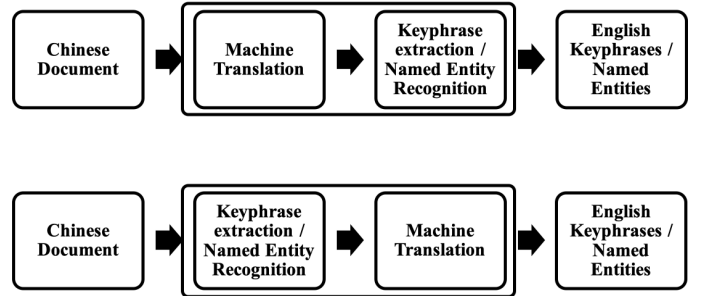 Chinese
Document
Machine
Translation
Keyphrase
extraction /
Named Entity
Recognition
English
Keyphrases /
Named
Entities
Chinese
Document
Keyphrase
extraction /
Named Entity
Recognition
Machine
Translation
English
Keyphrases /
Named
Entities